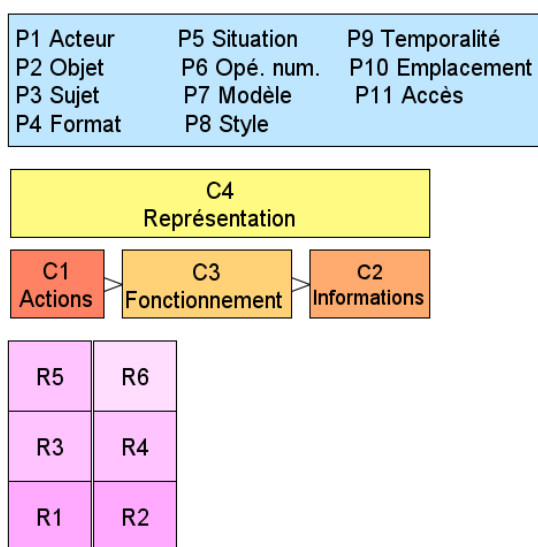 P1 Acteur P5 Situation P9 Temporalité
P2 Objet P6 Opé. num. P10 Emplacement
P3 Sujet P7 Modèle P11 Accès
P4 Format P8 Style
C4
Représentation
C1 C3 C2
Actions Fonctionnement Informations
R5 R6
R3 R4
R1 R2